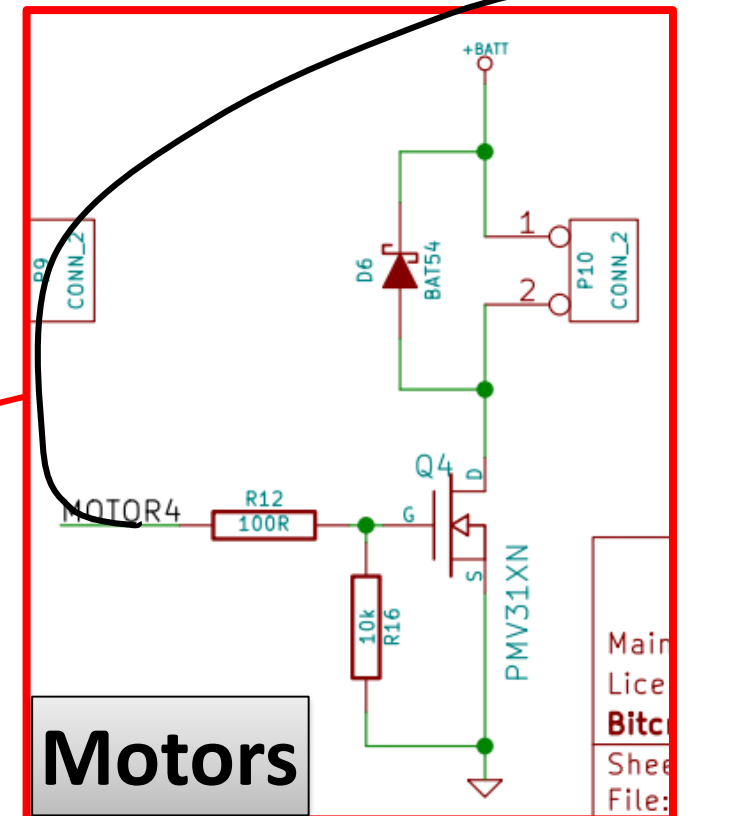 +BATT
1
2
P10
CONN_2
D6
BAT54
P9
CONN_2
Q4
D
G
S
PMV31XN
MOTOR4
R12
100R
10k
R16
Motors
Main
Lice
Bitc
Shee
File: